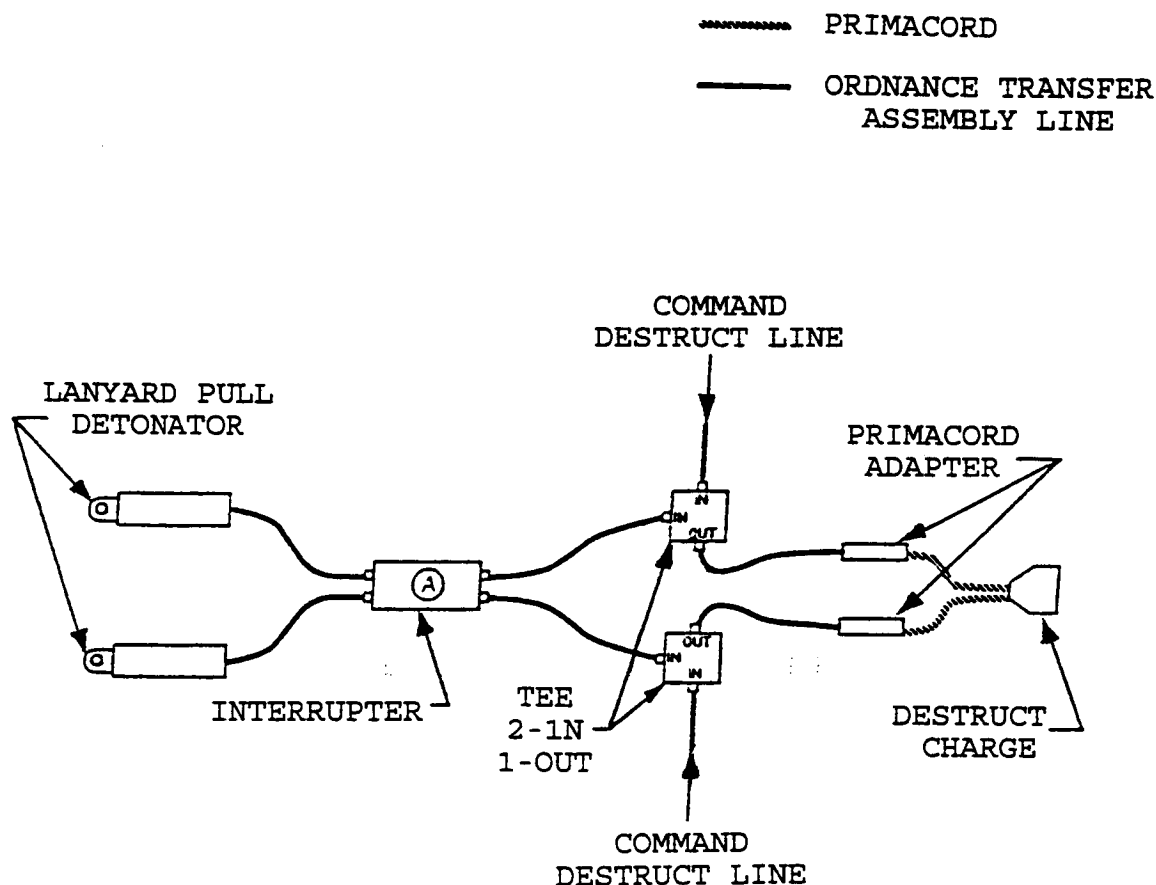 PRIMACORD
ORDNANCE TRANSFER
ASSEMBLY LINE
COMMAND
DESTRUCT LINE
LANYARD PULL
DETONATOR
PRIMACORD
ADAPTER
IN
IN
OUT
A
OUT
IN
IN
INTERRUPTER
TEE
2-1N
1-OUT
DESTRUCT
CHARGE
COMMAND
DESTRUCT LINE